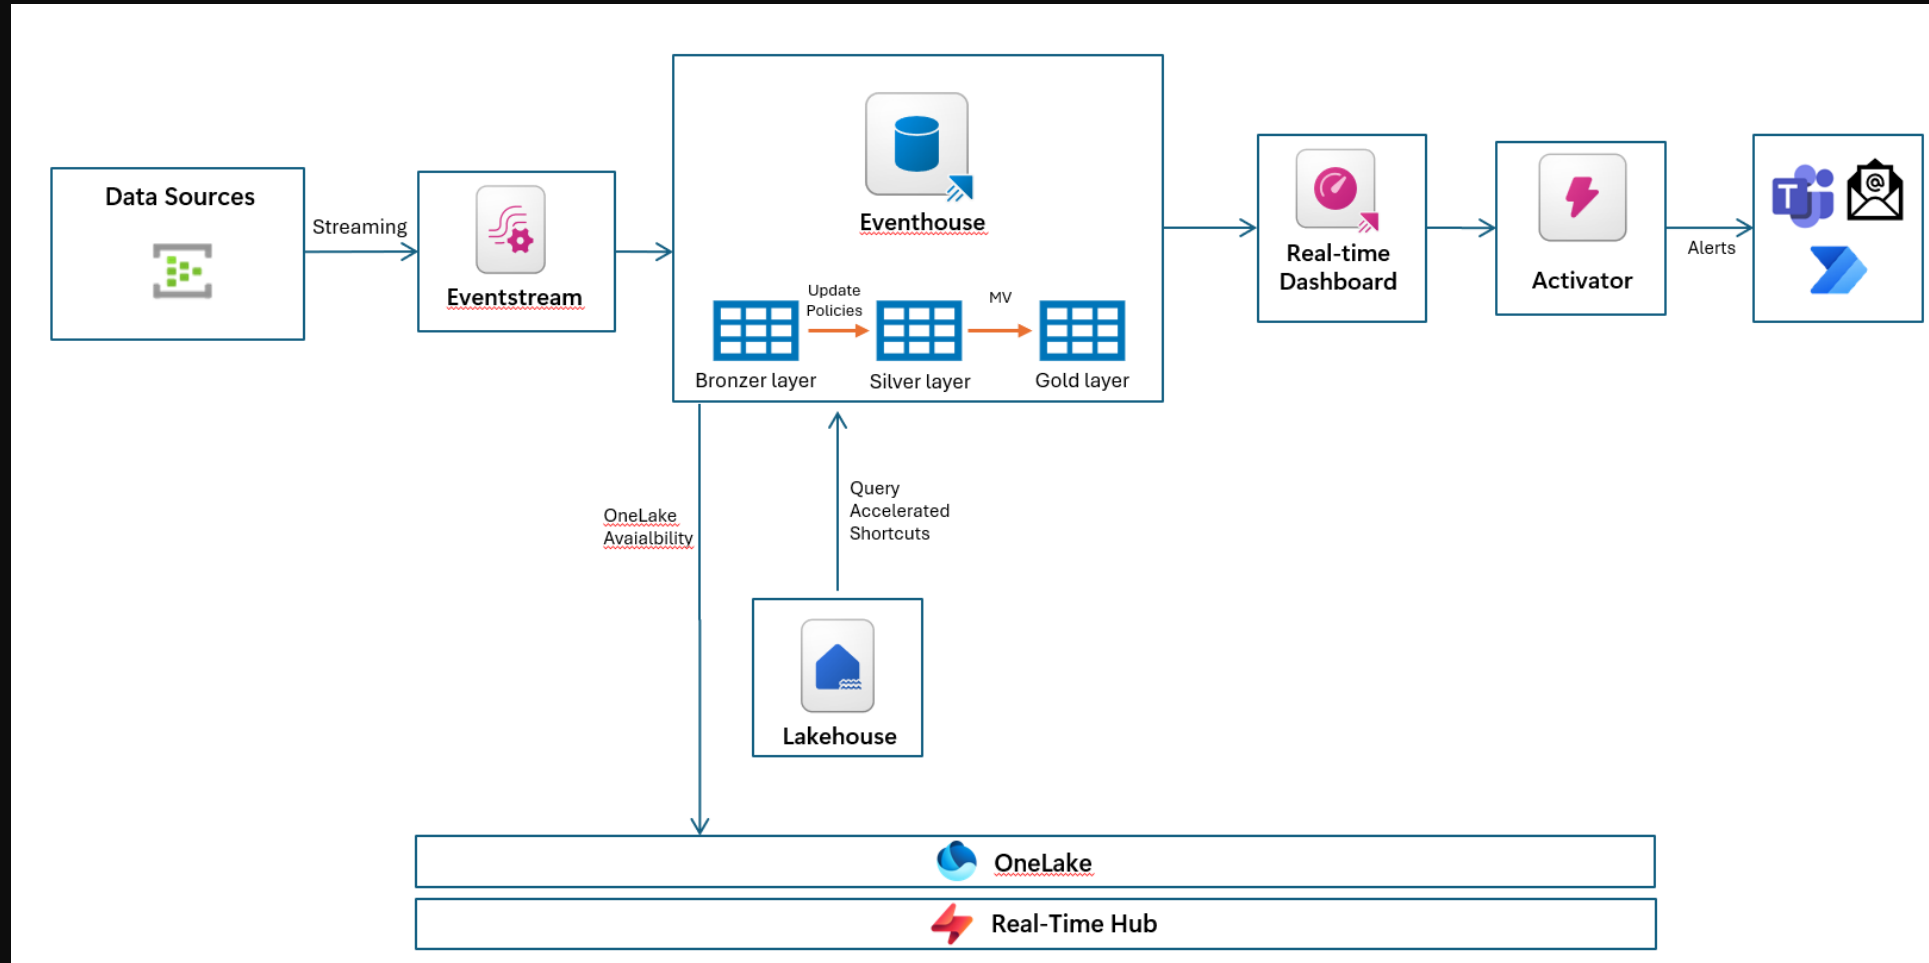 Data Sources
Streaming
Eventstream
Eventhouse
Update
Policies
MV
Bronzer layer
Silver layer
Gold layer
Real-time
Dashboard
Activator
Alerts
T
@
OneLake
Avaialbility
Query
Accelerated
Shortcuts
Lakehouse
OneLake
Real-Time Hub